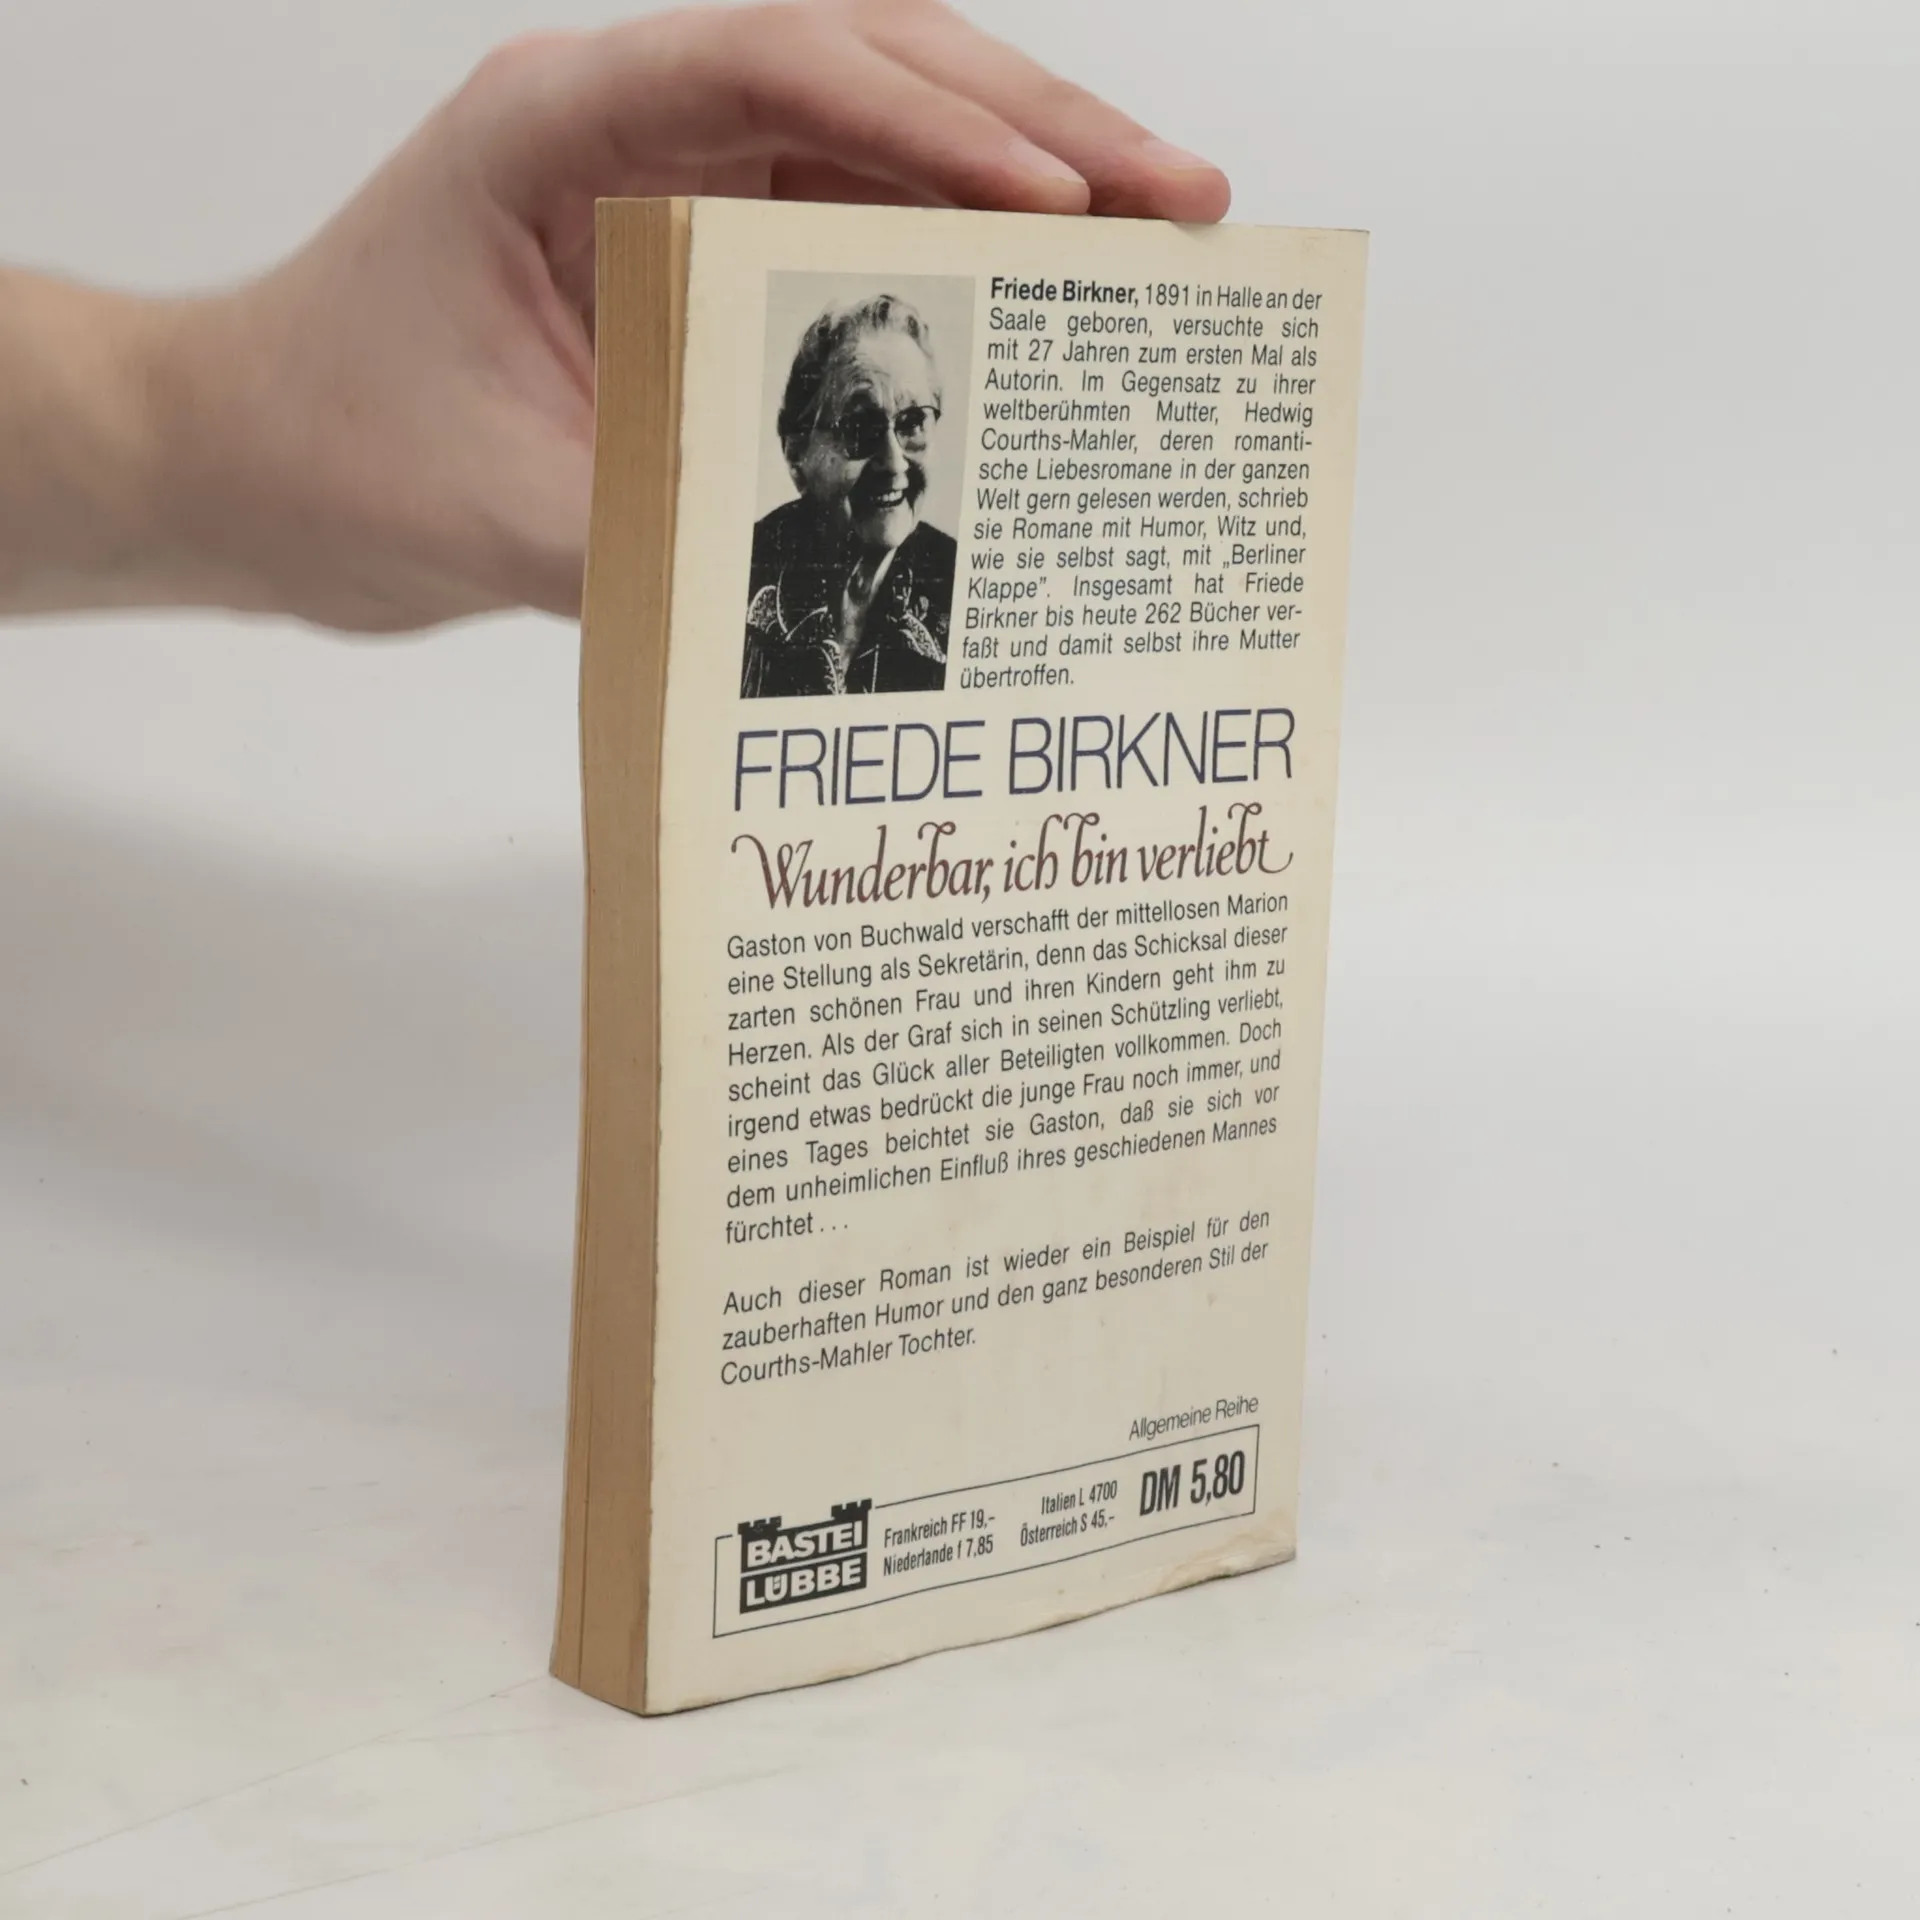 Friede Birkner, 1891 in Halle an der
Saale geboren, versuchte sich
mit 27 Jahren zum ersten Mal als
Autorin. Im Gegensatz zu ihrer
weltberühmten Mutter, Hedwig
Courths-Mahler, deren romanti-
sche Liebesromane in der ganzen
Welt gern gelesen werden, schrieb
sie Romane mit Humor, Witz und,
wie sie selbst sagt, mit „Berliner
Klappe”. Insgesamt hat Friede
Birkner bis heute 262 Bücher ver-
faßt und damit selbst ihre Mutter
übertroffen.
FRIEDE BIRKNER
Wunderbar, ich bin verliebt
Gaston von Buchwald verschafft der mittellosen Marion
eine Stellung als Sekretärin, denn das Schicksal dieser
zarten schönen Frau und ihren Kindern geht ihm zu
Herzen. Als der Graf sich in seinen Schützling verliebt,
scheint das Glück aller Beteiligten vollkommen. Doch
irgend etwas bedrückt die junge Frau noch immer, und
eines Tages beichtet sie Gaston, daß sie sich vor
dem unheimlichen Einfluß ihres geschiedenen Mannes
fürchtet...
Auch dieser Roman ist wieder ein Beispiel für den
zauberhaften Humor und den ganz besonderen Stil der
Courths-Mahler Tochter.
Allgemeine Reihe
BASTEI
LÜBBE
Frankreich FF 19,-
Niederlande f 7,85
Italien L 4700
Österreich S 45,-
DM 5,80